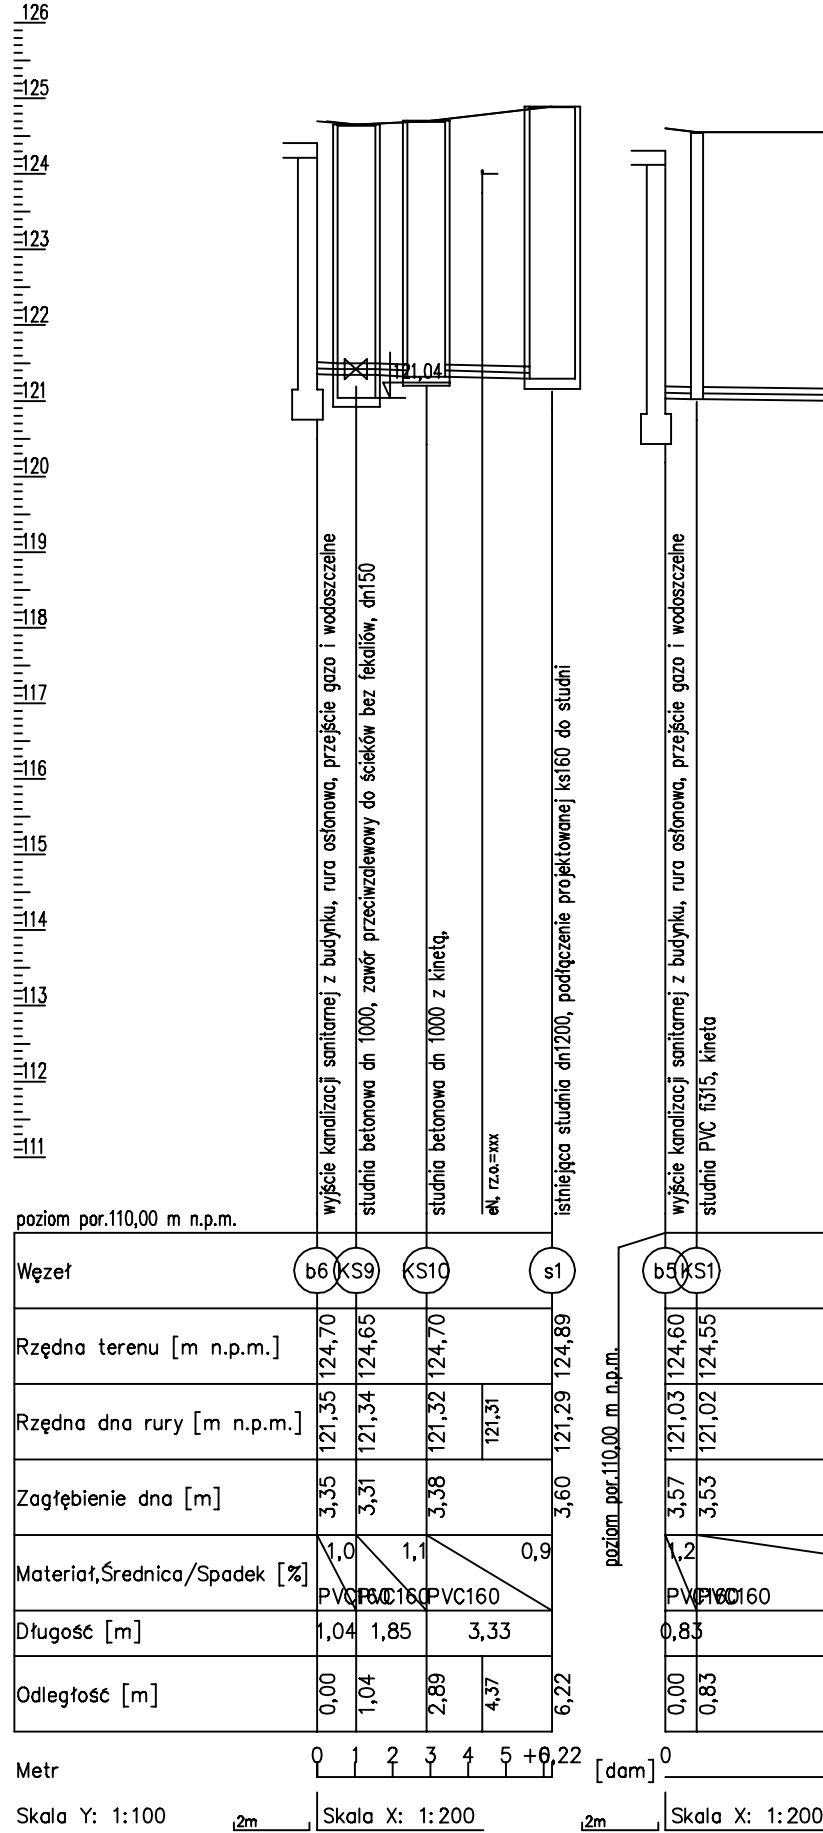 126
125
124
123
122
121
120
119
118
117
116
115
114
113
112
111
121,04
wyjście kanalizacji sanitarnej z budynku, rura osłonowa, przejście gazo i wodoszczelne
studnia betonowa dn 1000, zawór przeciwzalewowy do ścieków bez fekaliów, dn150
studnia betonowa dn 1000 z kinetą,
eN, rz.o.=xxx
istniejąca studnia dn1200, podłączenie projektowanej ks160 do studni
wyjście kanalizacji sanitarnej z budynku, rura osłonowa, przejście gazo i wodoszczelne
studnia PVC fi315, kineta
poziom por.110,00 m n.p.m.
Węzeł b6 KS9 KS10 s1 b5 KS1
Rzędna terenu [m n.p.m.] 124,70 124,65 124,70 124,89 124,60 124,55
Rzędna dna rury [m n.p.m.] 121,35 121,34 121,32 121,31 121,29 121,03 121,02
poziom por.110,00 m n.p.m.
Zagłębienie dna [m] 3,35 3,31 3,38 3,60 3,57 3,53
1,0 1,1 0,9 1,2
Materiał,Średnica/Spadek [%]
PVC160 PVC160 PVC160 PVC160 PVC160
Długość [m] 1,04 1,85 3,33 0,83
Odległość [m] 0,00 1,04 2,89 4,37 6,22 0,00 0,83
Metr 0 1 2 3 4 5 +6,22 [dam] 0
Skala Y: 1:100 2m Skala X: 1:200 2m Skala X: 1:200